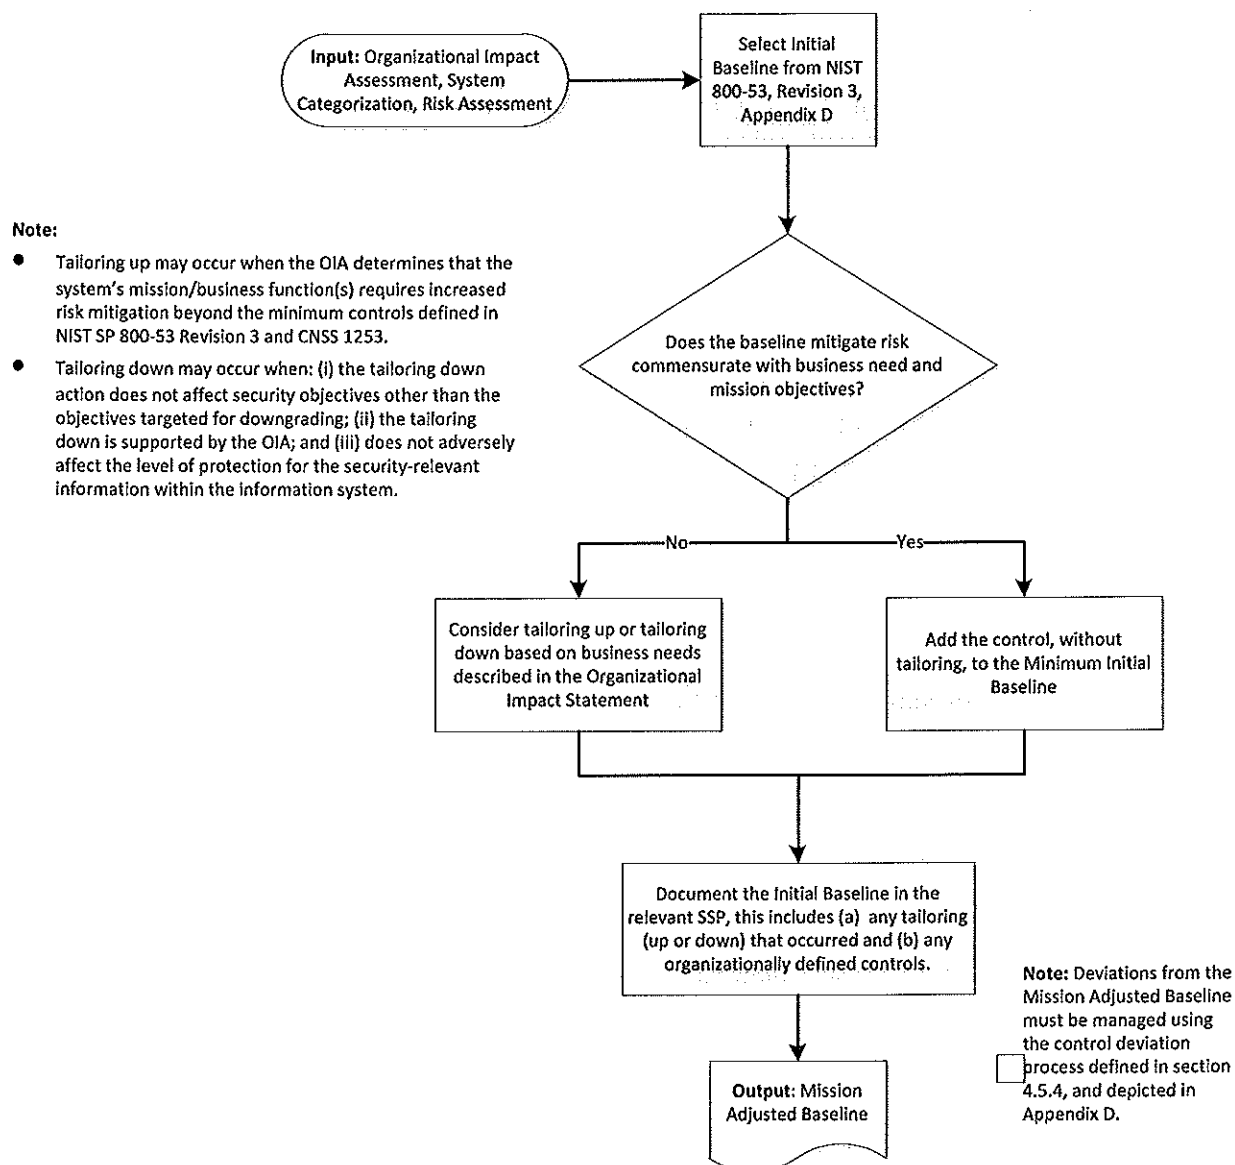 Input: Organizational Impact
Assessment, System
Categorization, Risk Assessment
Select Initial
Baseline from NIST
800-53, Revision 3,
Appendix D
Note:
● Tailoring up may occur when the OIA determines that the
system's mission/business function(s) requires increased
risk mitigation beyond the minimum controls defined in
NIST SP 800-53 Revision 3 and CNSS 1253.
● Tailoring down may occur when: (i) the tailoring down
action does not affect security objectives other than the
objectives targeted for downgrading; (ii) the tailoring
down is supported by the OIA; and (iii) does not adversely
affect the level of protection for the security-relevant
information within the information system.
Does the baseline mitigate risk
commensurate with business need and
mission objectives?
No
Yes
Consider tailoring up or tailoring
down based on business needs
described in the Organizational
Impact Statement
Add the control, without
tailoring, to the Minimum Initial
Baseline
Document the Initial Baseline in the
relevant SSP, this includes (a) any tailoring
(up or down) that occurred and (b) any
organizationally defined controls.
Note: Deviations from the
Mission Adjusted Baseline
must be managed using
the control deviation
process defined in section
4.5.4, and depicted in
Appendix D.
Output: Mission
Adjusted Baseline